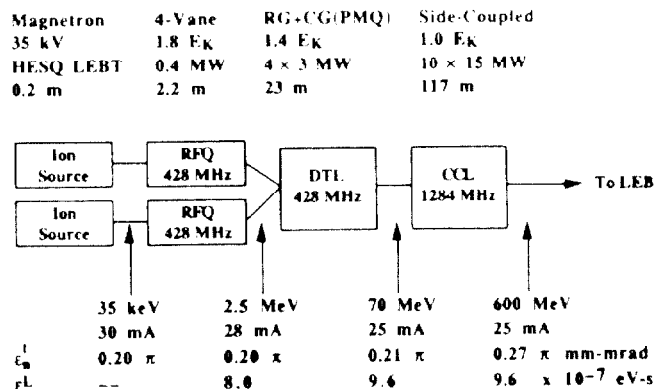 Magnetron 4-Vane RG+CG(PMQ) Side-Coupled
35 kV 1.8 E_K 1.4 E_K 1.0 E_K
HESQ LEBT 0.4 MW 4 × 3 MW 10 × 15 MW
0.2 m 2.2 m 23 m 117 m
Ion Source
RFQ 428 MHz
DTL 428 MHz
CCL 1284 MHz
To LEB
Ion Source
RFQ 428 MHz
35 keV 2.5 MeV 70 MeV 600 MeV
30 mA 28 mA 25 mA 25 mA
ε_n^t 0.20 π 0.20 π 0.21 π 0.27 π mm-mrad
ε^L -- 8.0 9.6 9.6 x 10^-7 eV-s